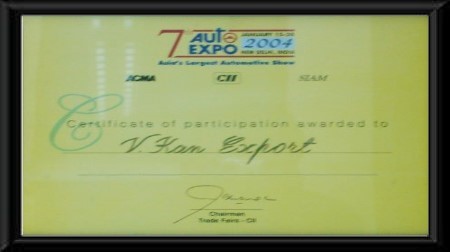 7 AUTO EXPO JANUARY 15-20 2004 NEW DELHI, INDIA
Asia's Largest Automotive Show
ACMA CII SIAM
Certificate of participation awarded to
V. Kan Export
Chairman
Trade Fairs - CII